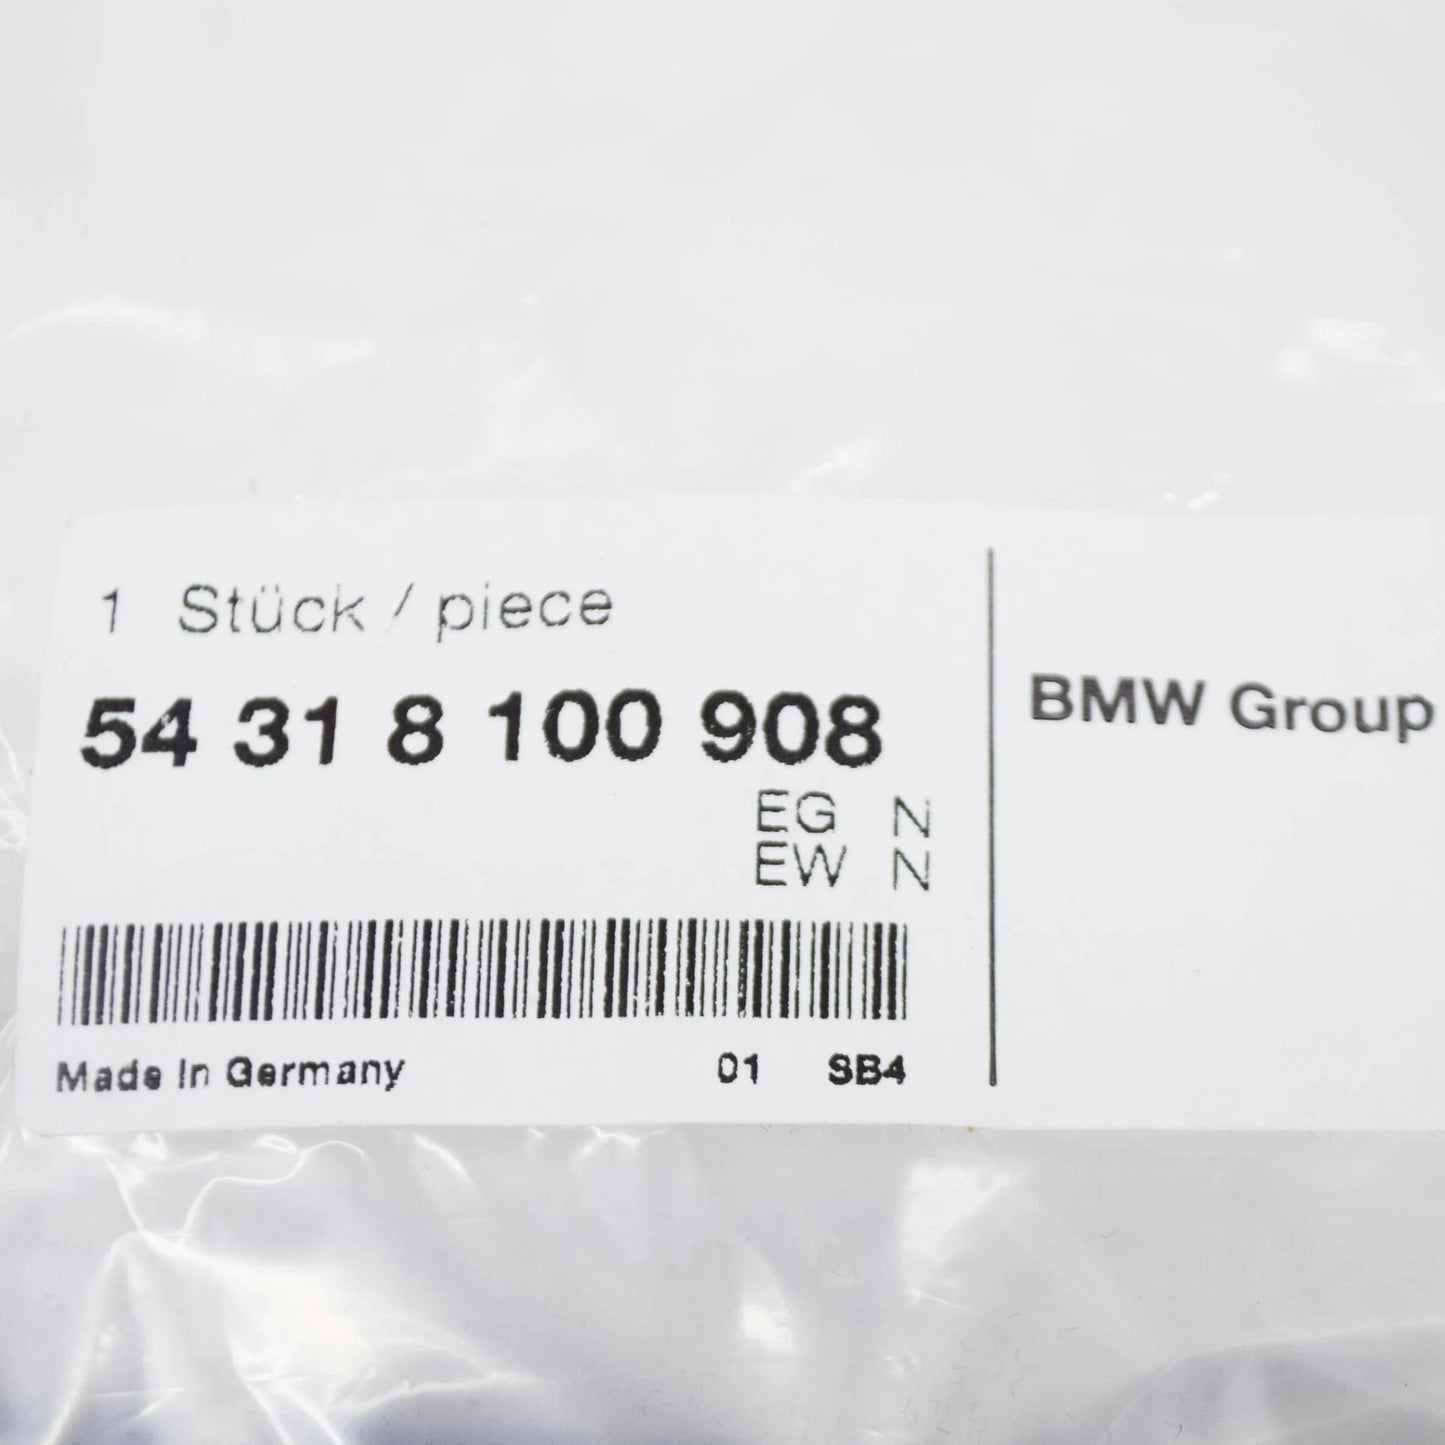 1 Stück / piece
54 31 8 100 908
EG N
EW N
Made In Germany 01 SB4
BMW Group